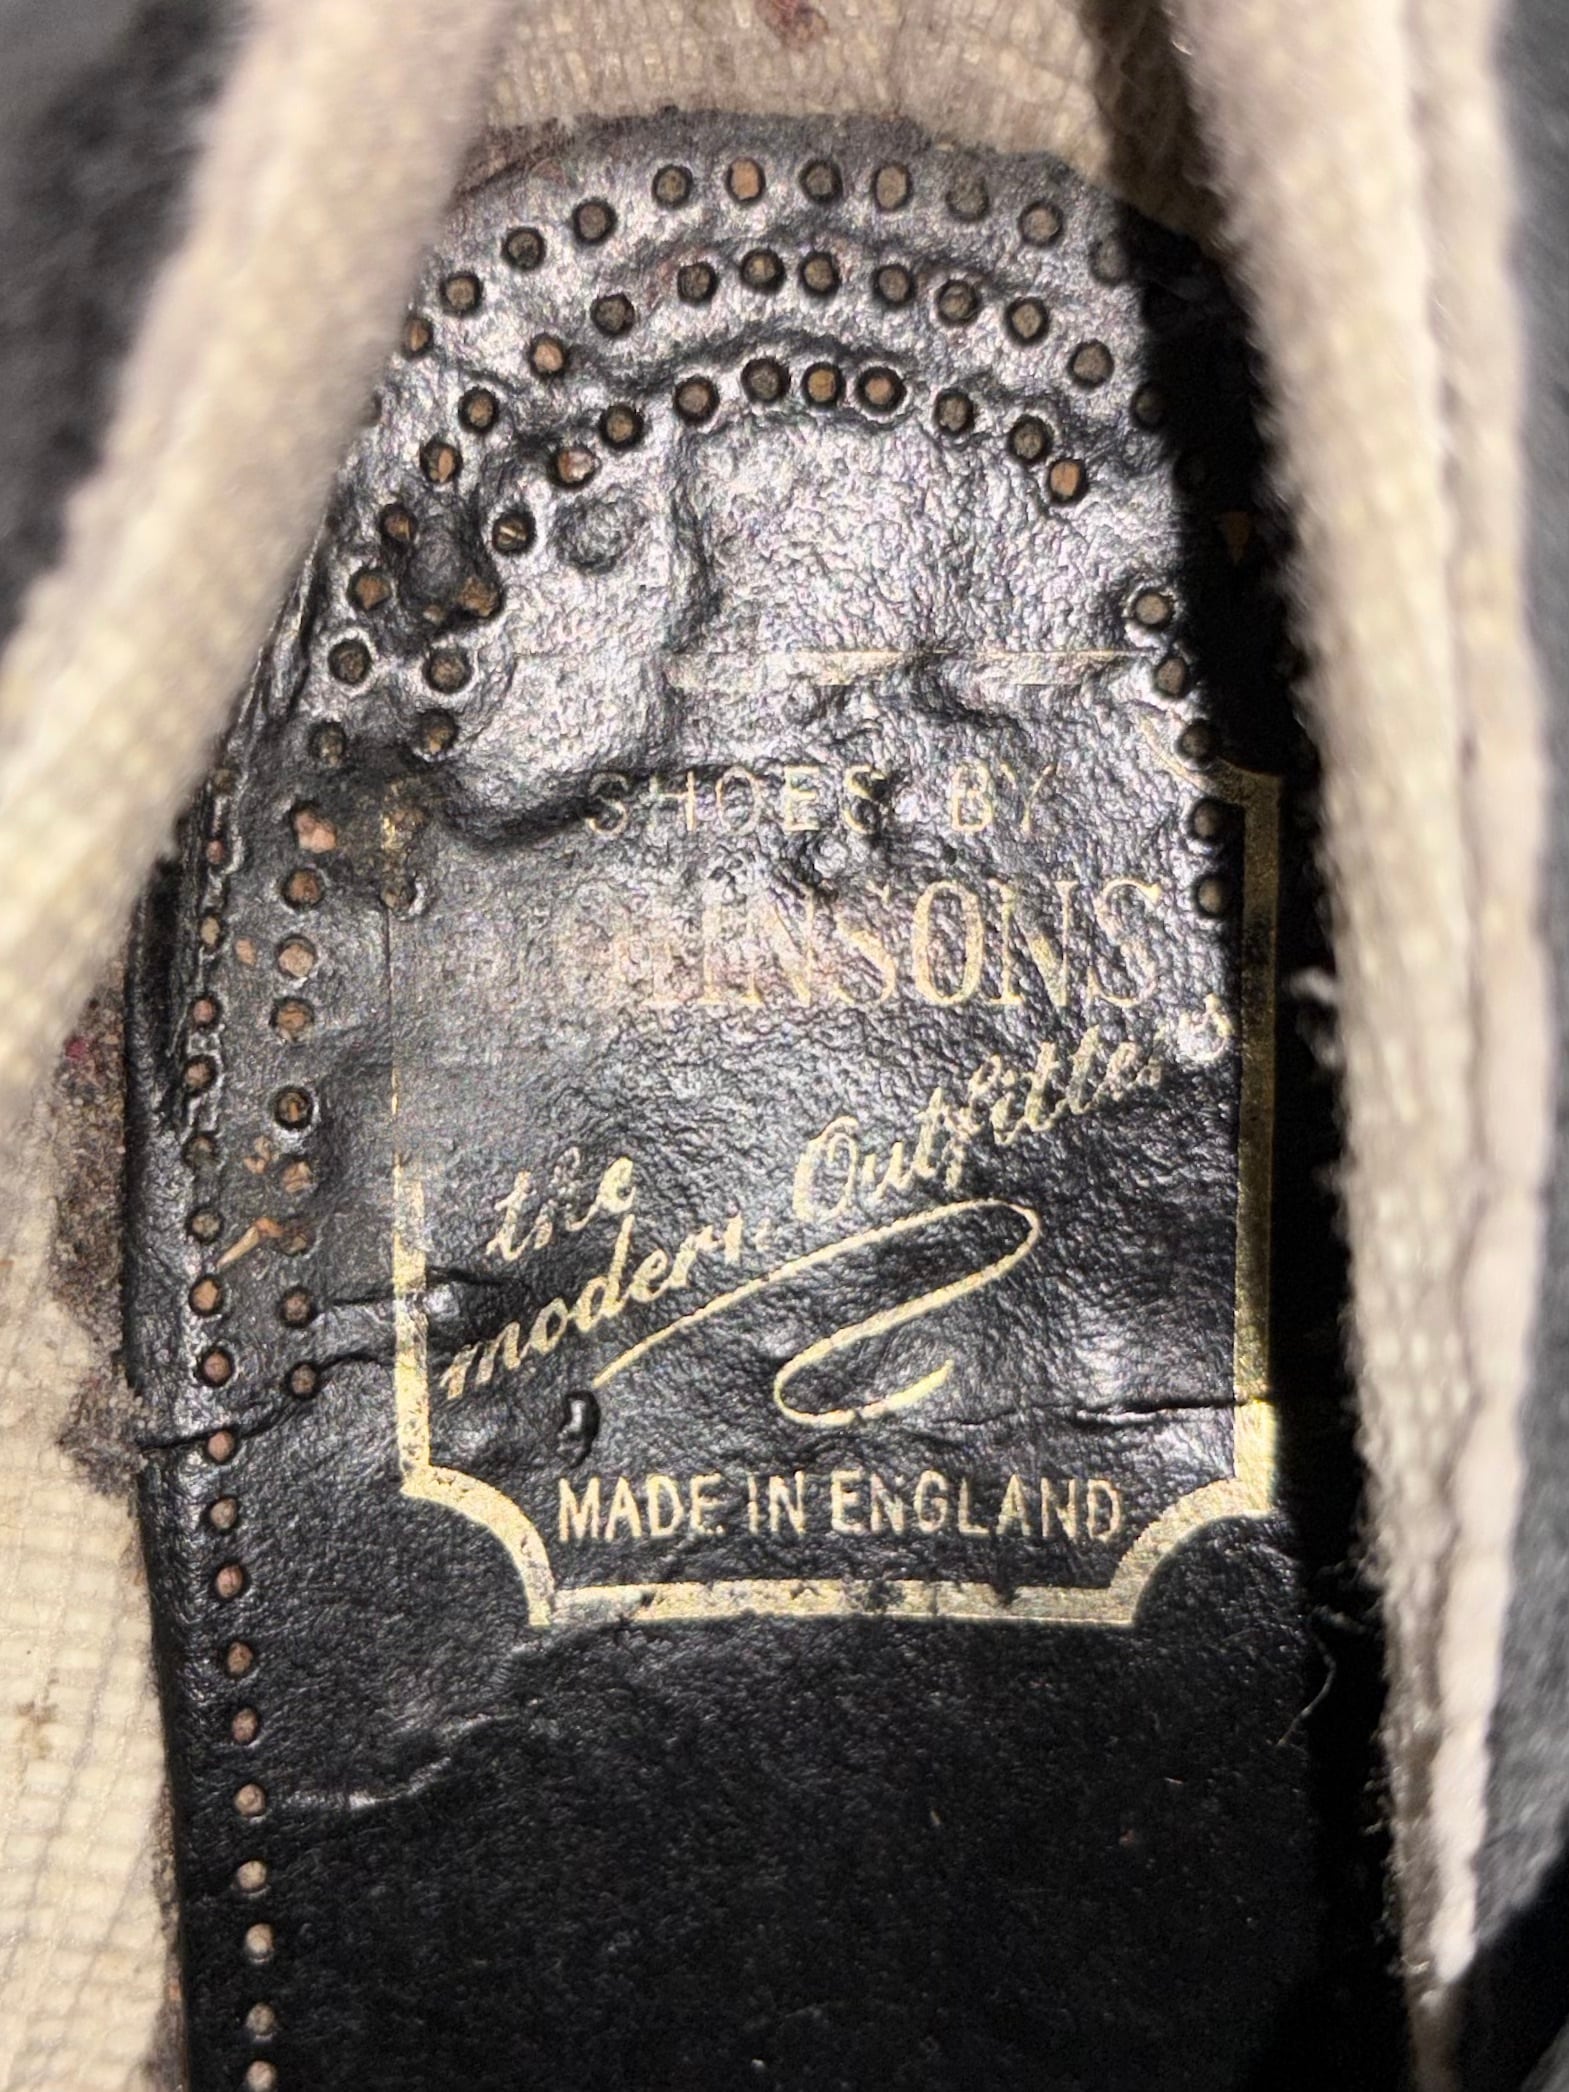 SHOES BY
the modern Outfitters
MADE IN ENGLAND